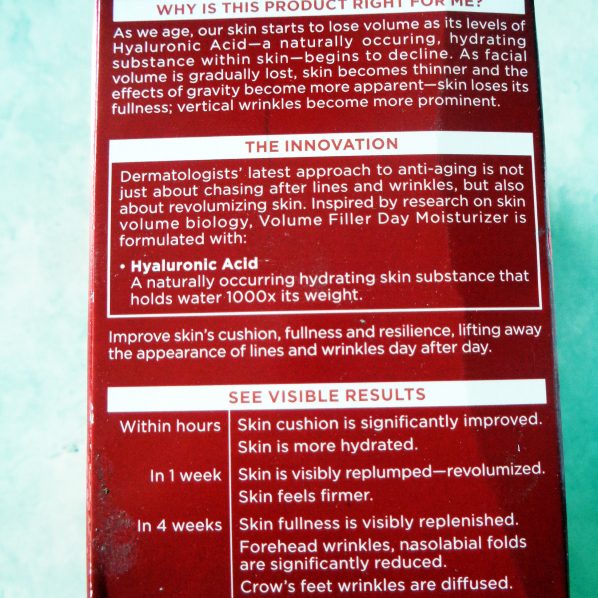 WHY IS THIS PRODUCT RIGHT FOR ME?
As we age, our skin starts to lose volume as its levels of
Hyaluronic Acid—a naturally occuring, hydrating
substance within skin—begins to decline. As facial
volume is gradually lost, skin becomes thinner and the
effects of gravity become more apparent—skin loses its
fullness; vertical wrinkles become more prominent.
THE INNOVATION
Dermatologists' latest approach to anti-aging is not
just about chasing after lines and wrinkles, but also
about revolumizing skin. Inspired by research on skin
volume biology, Volume Filler Day Moisturizer is
formulated with:
• Hyaluronic Acid
A naturally occurring hydrating skin substance that
holds water 1000x its weight.
Improve skin's cushion, fullness and resilience, lifting away
the appearance of lines and wrinkles day after day.
SEE VISIBLE RESULTS
Within hours Skin cushion is significantly improved.
Skin is more hydrated.
In 1 week Skin is visibly replumped—revolumized.
Skin feels firmer.
In 4 weeks Skin fullness is visibly replenished.
Forehead wrinkles, nasolabial folds
are significantly reduced.
Crow's feet wrinkles are diffused.